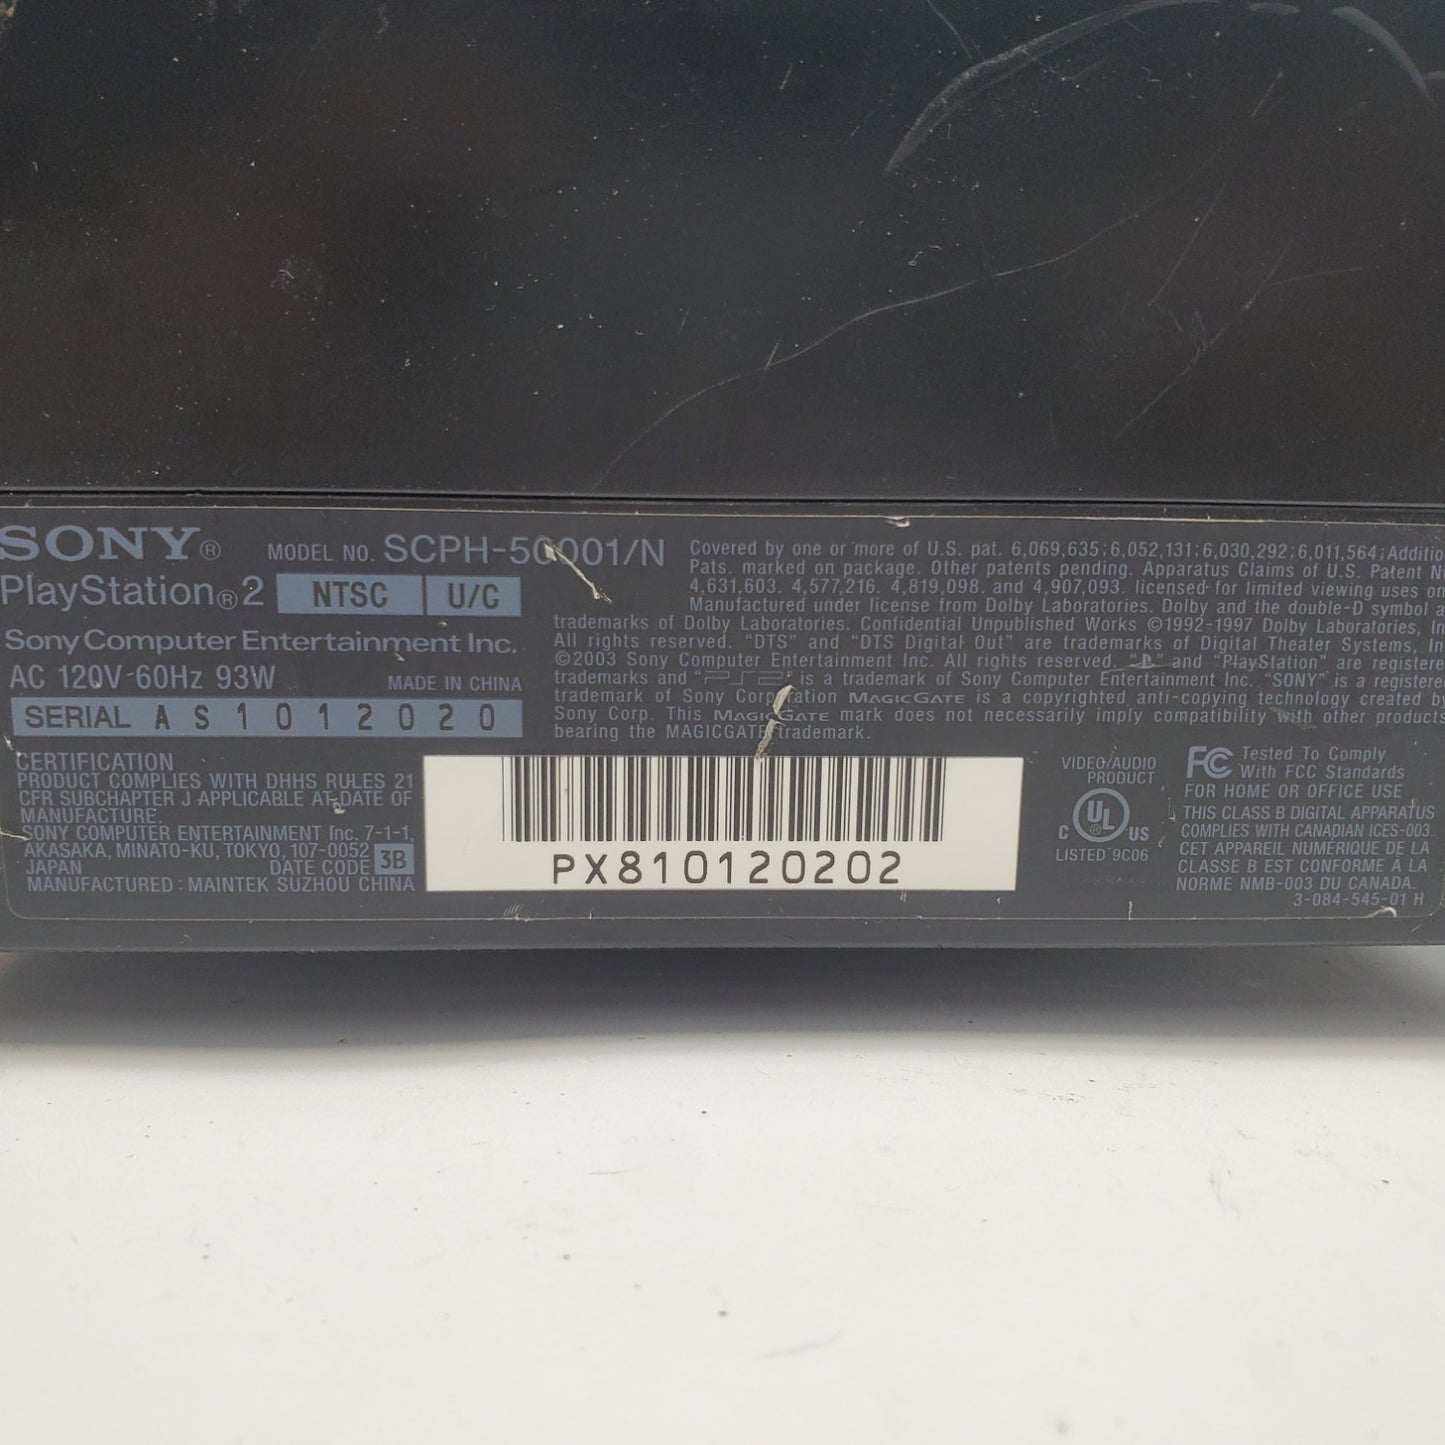 SONY® MODEL NO. SCPH-50001/N
PlayStation®2 NTSC U/C
Sony Computer Entertainment Inc.
AC 120V 60Hz 93W MADE IN CHINA
SERIAL AS1012020
CERTIFICATION
PRODUCT COMPLIES WITH DHHS RULES 21
CFR SUBCHAPTER J APPLICABLE AT DATE OF
MANUFACTURE.
SONY COMPUTER ENTERTAINMENT Inc. 7-1-1,
AKASAKA, MINATO-KU, TOKYO, 107-0052
JAPAN DATE CODE 3B
MANUFACTURED : MAINTEK SUZHOU CHINA
Covered by one or more of U.S. pat. 6,069,635; 6,052,131; 6,030,292; 6,011,564;
Pats. marked on package. Other patents pending. Apparatus Claims of U.S. Patent
4,631,603. 4,577,216. 4,819,098. and 4,907,093. licensed for limited viewing uses
Manufactured under license from Dolby Laboratories. Dolby and the double-D symbol
trademarks of Dolby Laboratories. Confidential Unpublished Works ©1992-1997 Dolby Laboratories,
All rights reserved. "DTS" and "DTS Digital Out" are trademarks of Digital Theater Systems,
©2003 Sony Computer Entertainment Inc. All rights reserved. and "PlayStation" are
trademarks and "PS2" is a trademark of Sony Computer Entertainment Inc. "SONY" is a
trademark of Sony Corporation MAGICGATE is a copyrighted anti-copying technology created
Sony Corp. This MAGICGATE mark does not necessarily imply compatibility with other products
bearing the MAGICGATE trademark.
PX810120202
VIDEO/AUDIO
PRODUCT
C UL® US
LISTED 9C06
FC Tested To Comply
With FCC Standards
FOR HOME OR OFFICE USE
THIS CLASS B DIGITAL APPARATUS
COMPLIES WITH CANADIAN ICES-003.
CET APPAREIL NUMÉRIQUE DE LA
CLASSE B EST CONFORME À LA
NORME NMB-003 DU CANADA.
3-084-545-01 H